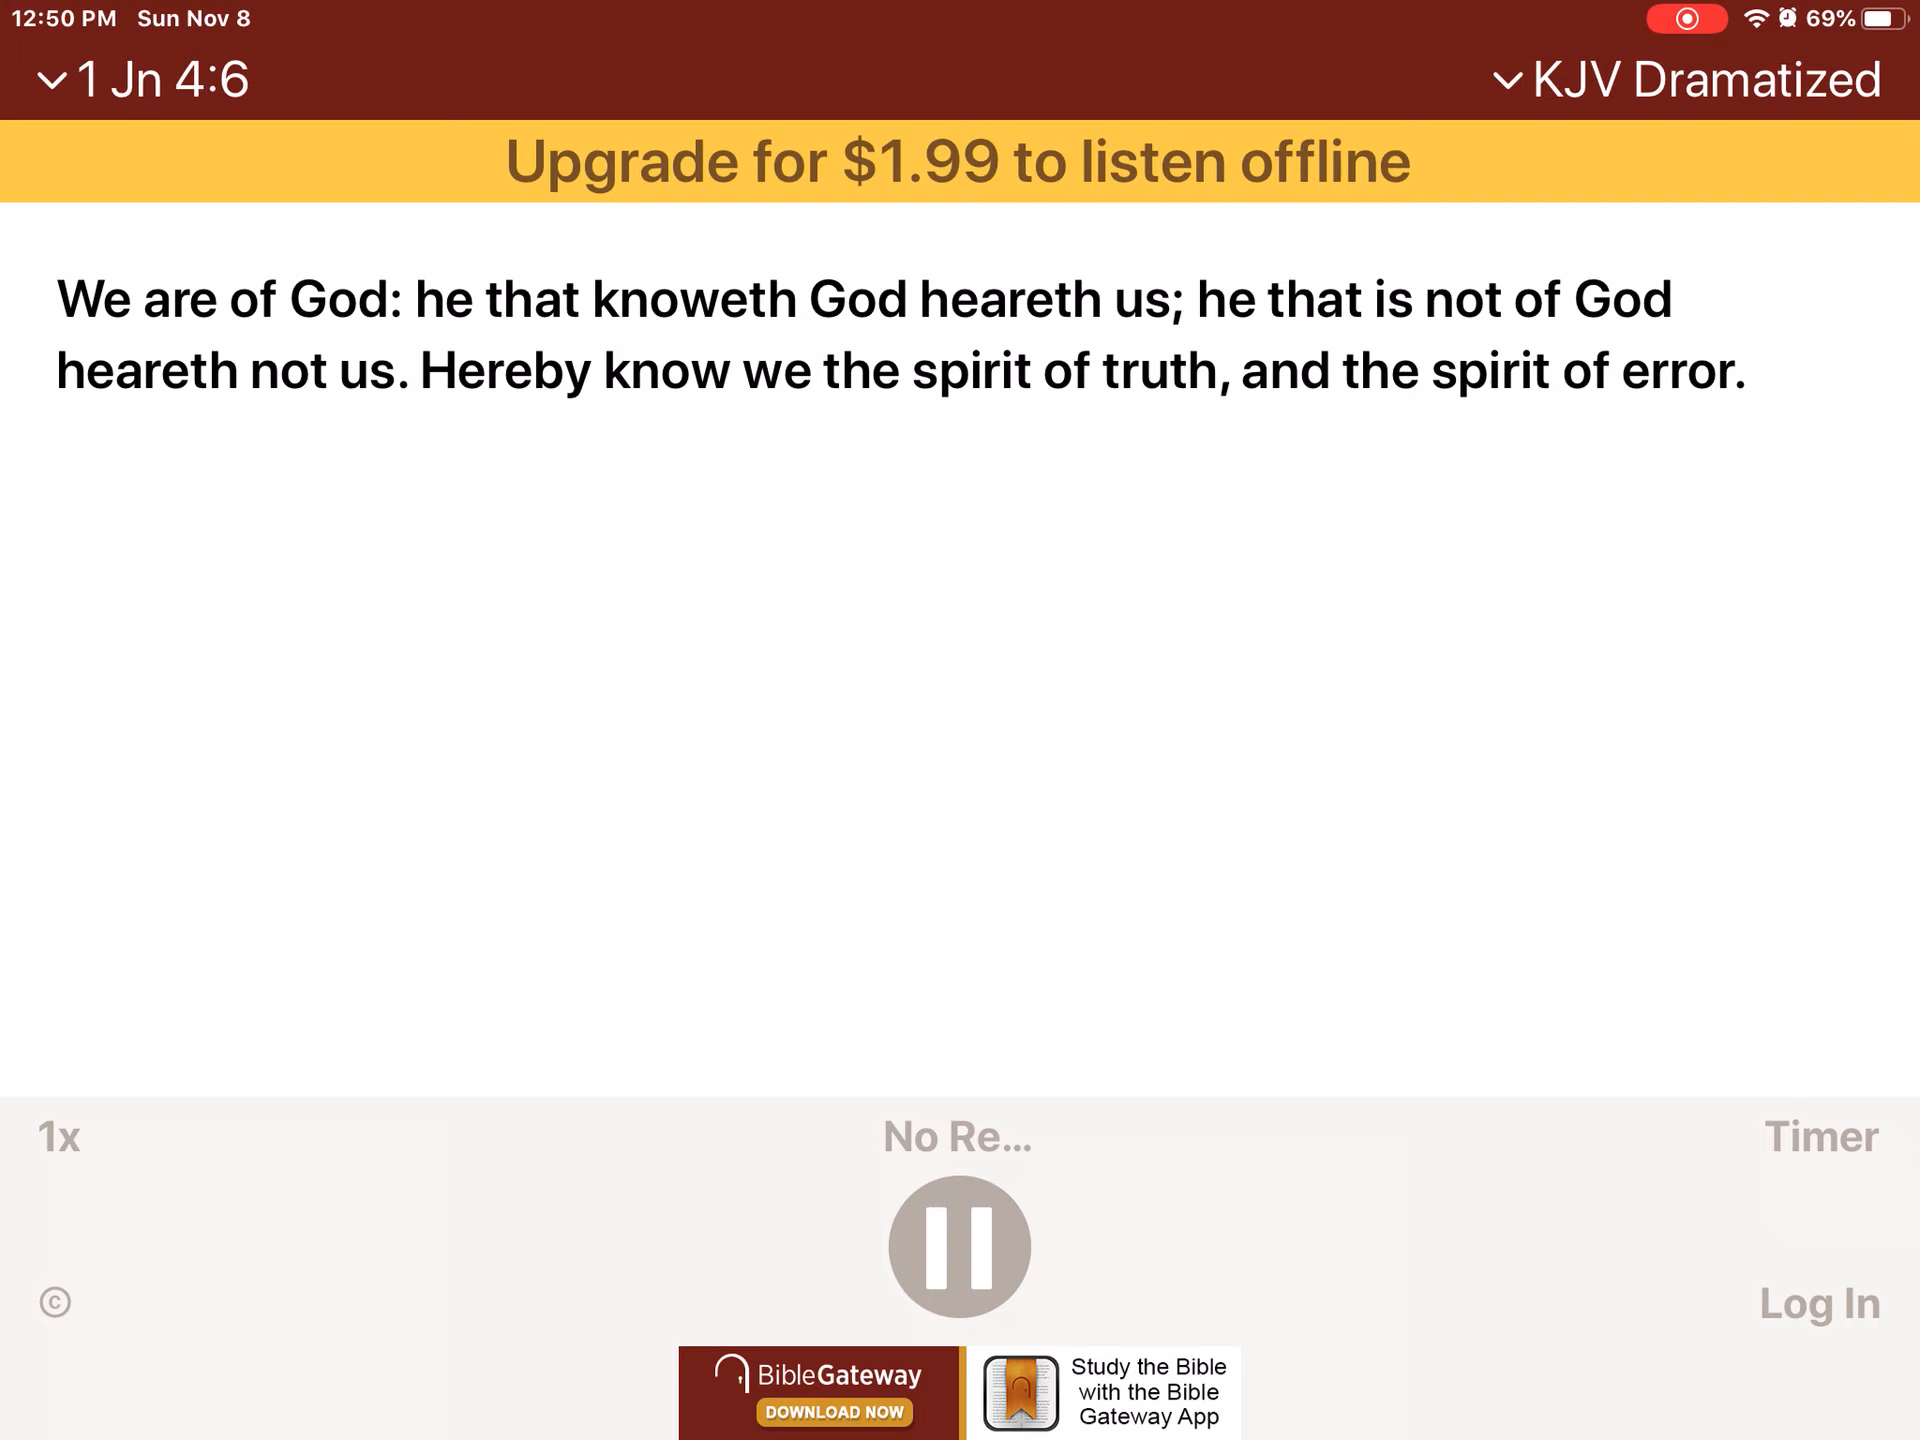 12:50 PM Sun Nov 8
69%
1 Jn 4:6
KJV Dramatized
Upgrade for $1.99 to listen offline
We are of God: he that knoweth God heareth us; he that is not of God
heareth not us. Hereby know we the spirit of truth, and the spirit of error.
1x
No Re...
Timer
©
Log In
BibleGateway
DOWNLOAD NOW
Study the Bible
with the Bible
Gateway App